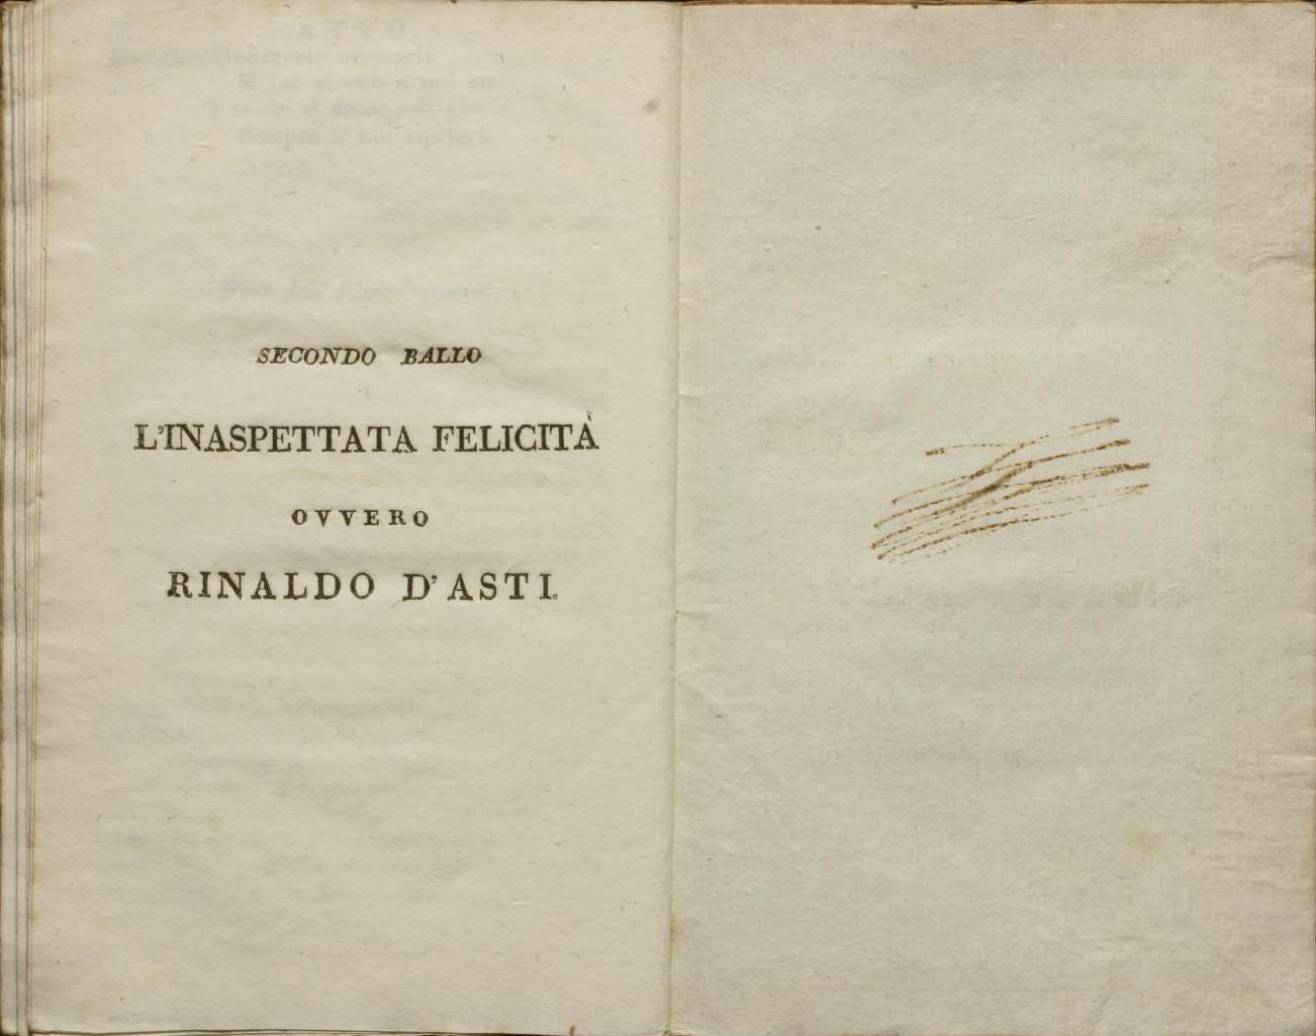 SECONDO BALLO
L'INASPETTATA FELICITÀ
OVVERO
RINALDO D'ASTI.